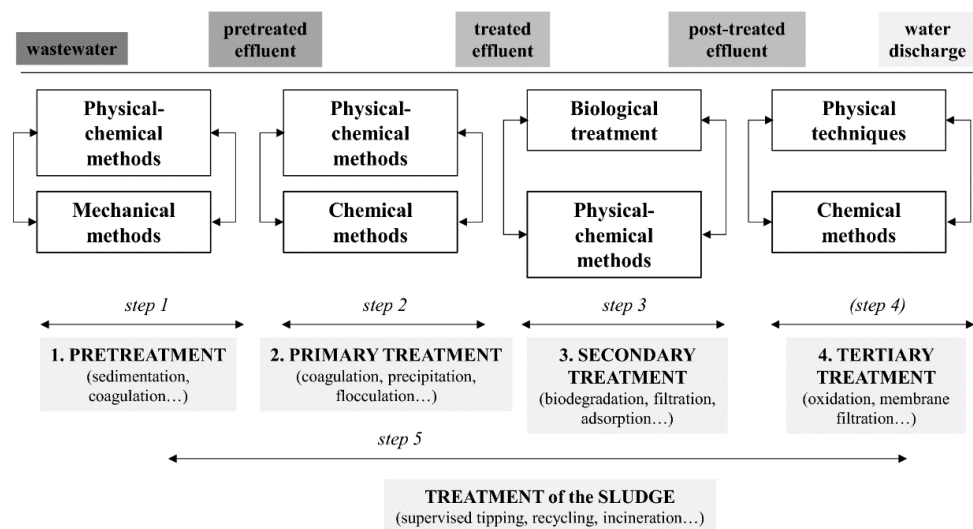 wastewater
pretreated
effluent
treated
effluent
post-treated
effluent
water
discharge
Physical-
chemical
methods
Mechanical
methods
Physical-
chemical
methods
Chemical
methods
Biological
treatment
Physical-
chemical
methods
Physical
techniques
Chemical
methods
step 1
step 2
step 3
(step 4)
1. PRETREATMENT
(sedimentation,
coagulation…)
2. PRIMARY TREATMENT
(coagulation, precipitation,
flocculation…)
3. SECONDARY
TREATMENT
(biodegradation, filtration,
adsorption…)
4. TERTIARY
TREATMENT
(oxidation, membrane
filtration…)
step 5
TREATMENT of the SLUDGE
(supervised tipping, recycling, incineration…)